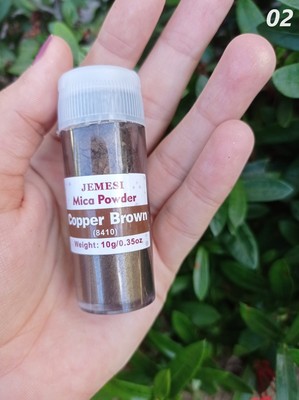 02
JEMESI
Mica Powder
Copper Brown
(8410)
Weight: 10g/0.35oz